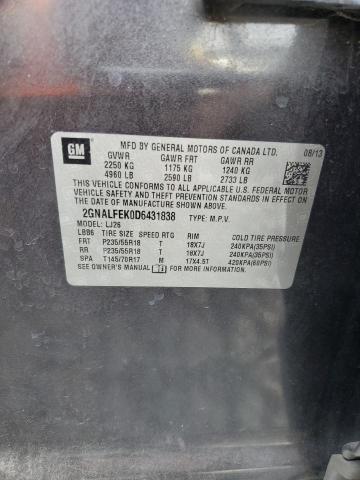 GM
MFD BY GENERAL MOTORS OF CANADA LTD. 08/13
GVWR GAWR FRT GAWR RR
2250 KG 1175 KG 1240 KG
4960 LB 2590 LB 2733 LB
THIS VEHICLE CONFORMS TO ALL APPLICABLE U.S. FEDERAL MOTOR
VEHICLE SAFETY AND THEFT PREVENTION STANDARDS IN EFFECT ON
THE DATE OF MANUFACTURE SHOWN ABOVE.
2GNALFEK0D6431838 TYPE: M.P.V.
MODEL: LJ26
LBB6 TIRE SIZE SPEED RTG RIM COLD TIRE PRESSURE
FRT P235/55R18 T 18X7J 240KPA(35PSI)
RR P235/55R18 T 18X7J 240KPA(35PSI)
SPA T145/70R17 M 17X4.5T 420KPA(60PSI)
SEE OWNER'S MANUAL FOR MORE INFORMATION.